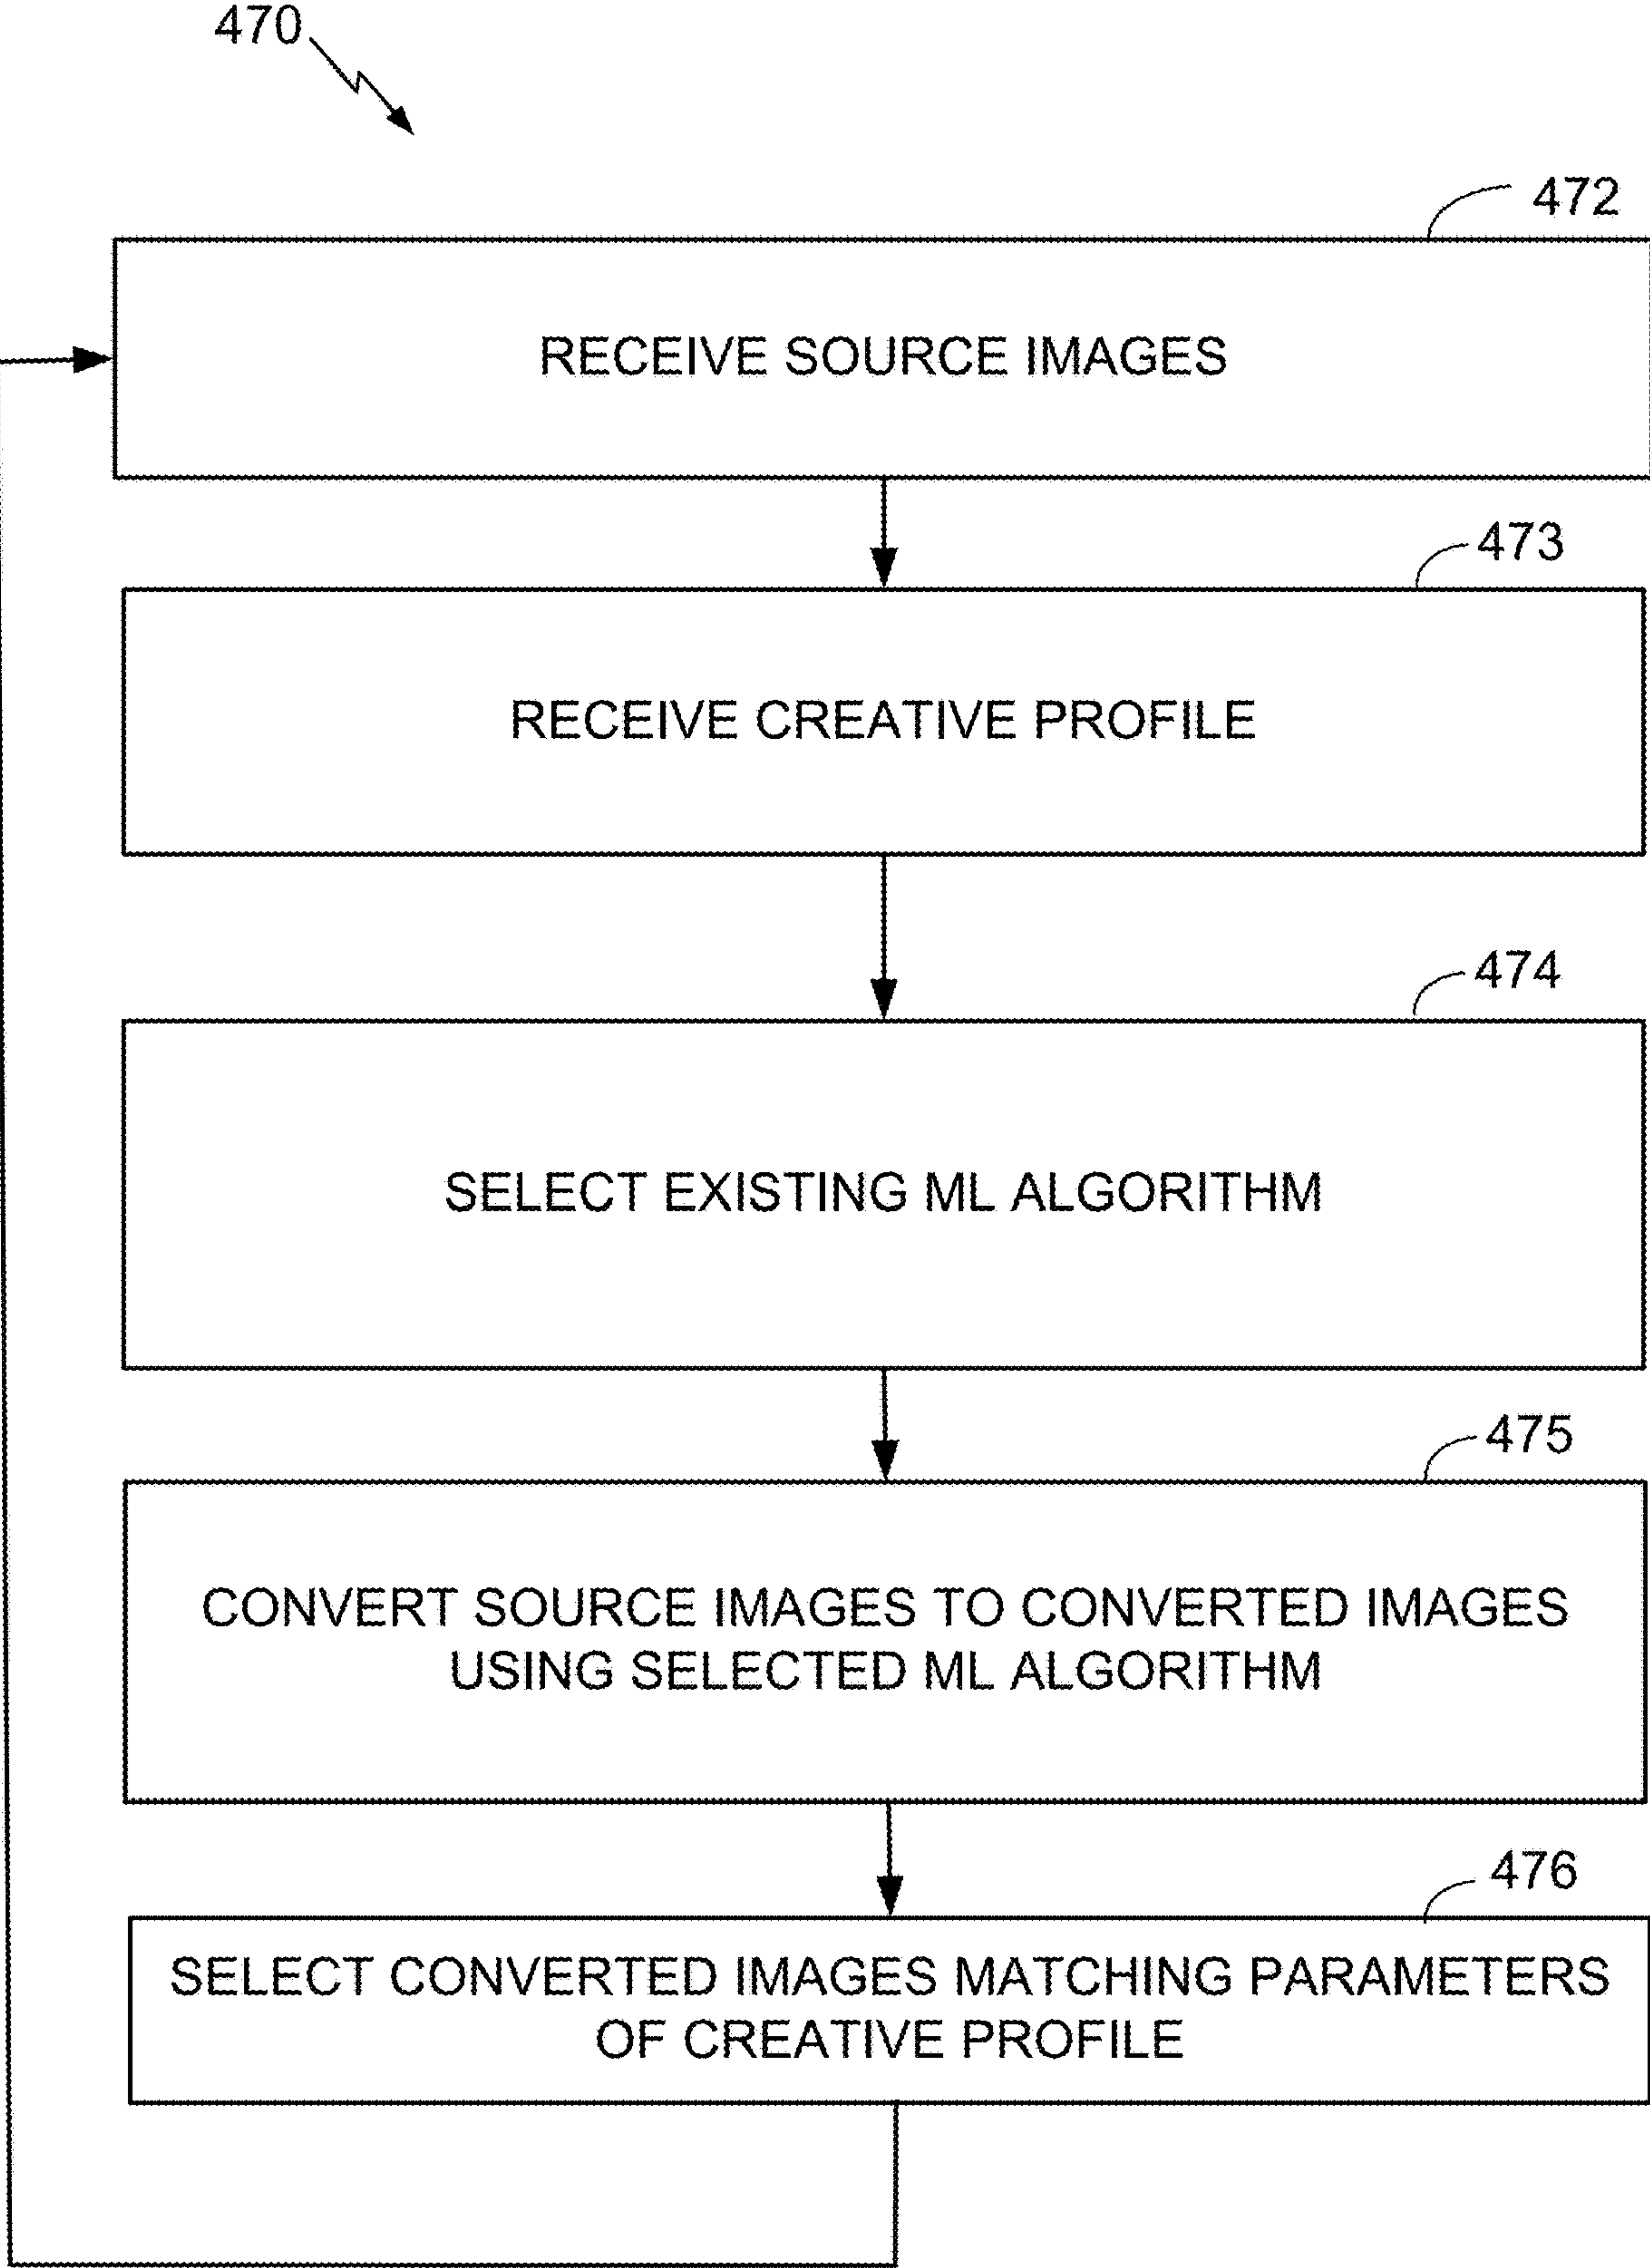 470
472
RECEIVE SOURCE IMAGES
473
RECEIVE CREATIVE PROFILE
474
SELECT EXISTING ML ALGORITHM
475
CONVERT SOURCE IMAGES TO CONVERTED IMAGES
USING SELECTED ML ALGORITHM
476
SELECT CONVERTED IMAGES MATCHING PARAMETERS
OF CREATIVE PROFILE